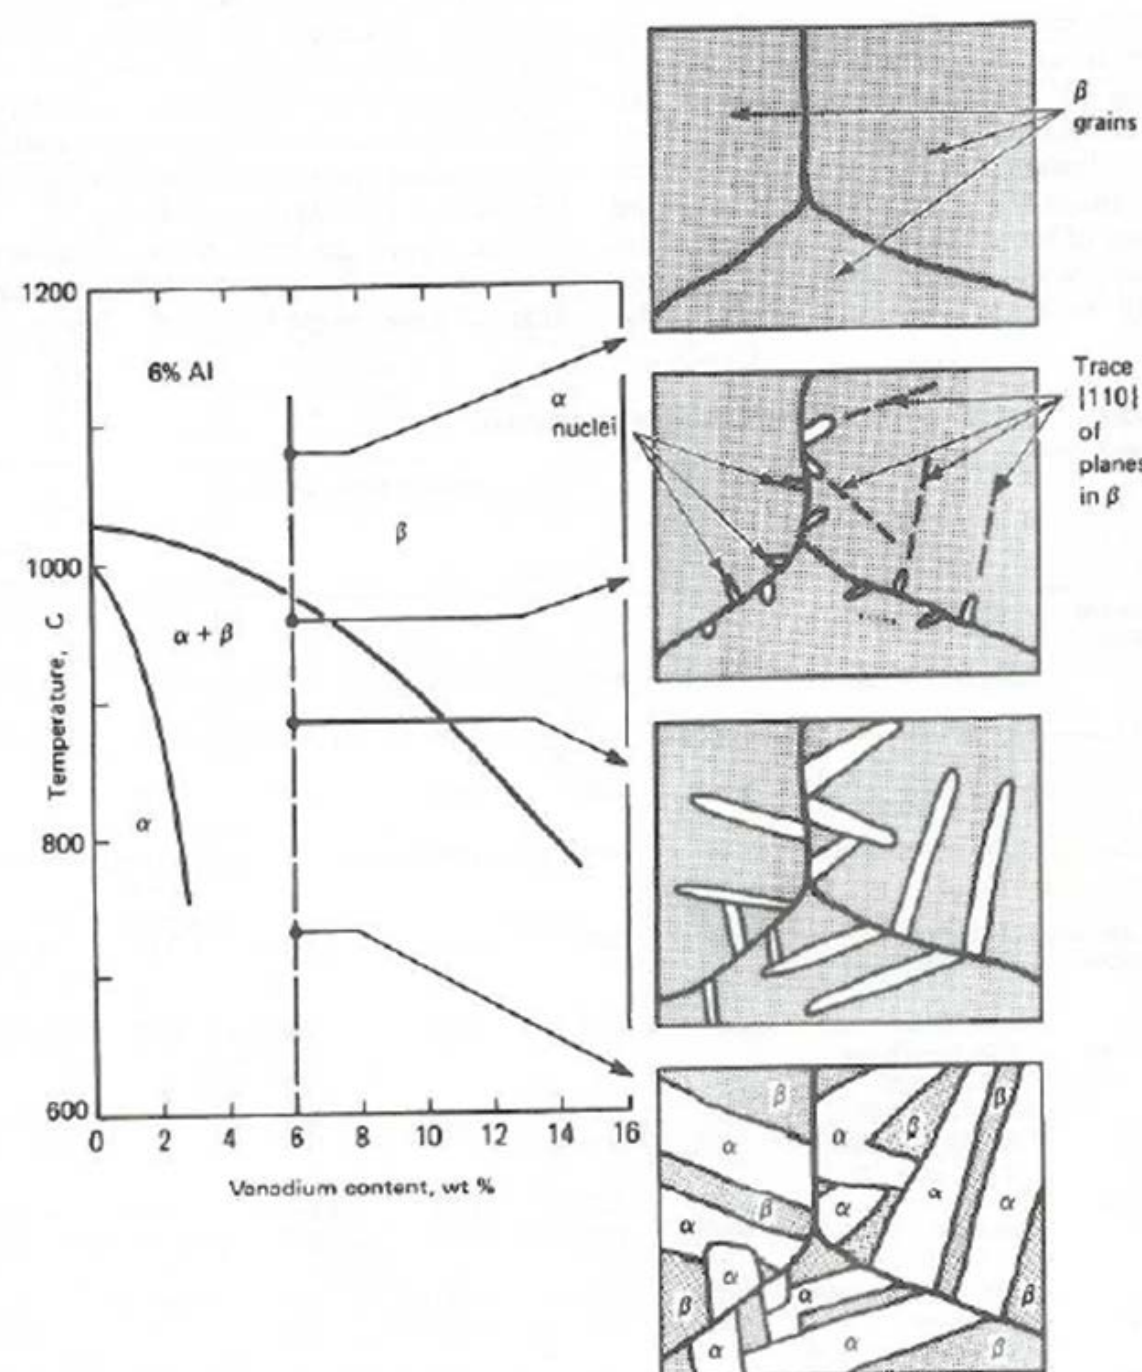 β
grains
1200
6% Al
α
nuclei
Trace
{110}
of
planes
in β
β
1000
α + β
Temperature, C
α
800
600
0 2 4 6 8 10 12 14 16
Vanadium content, wt %
β
α
β
β
α
α
α
β
α
α
α
β
α
β
α
α
β